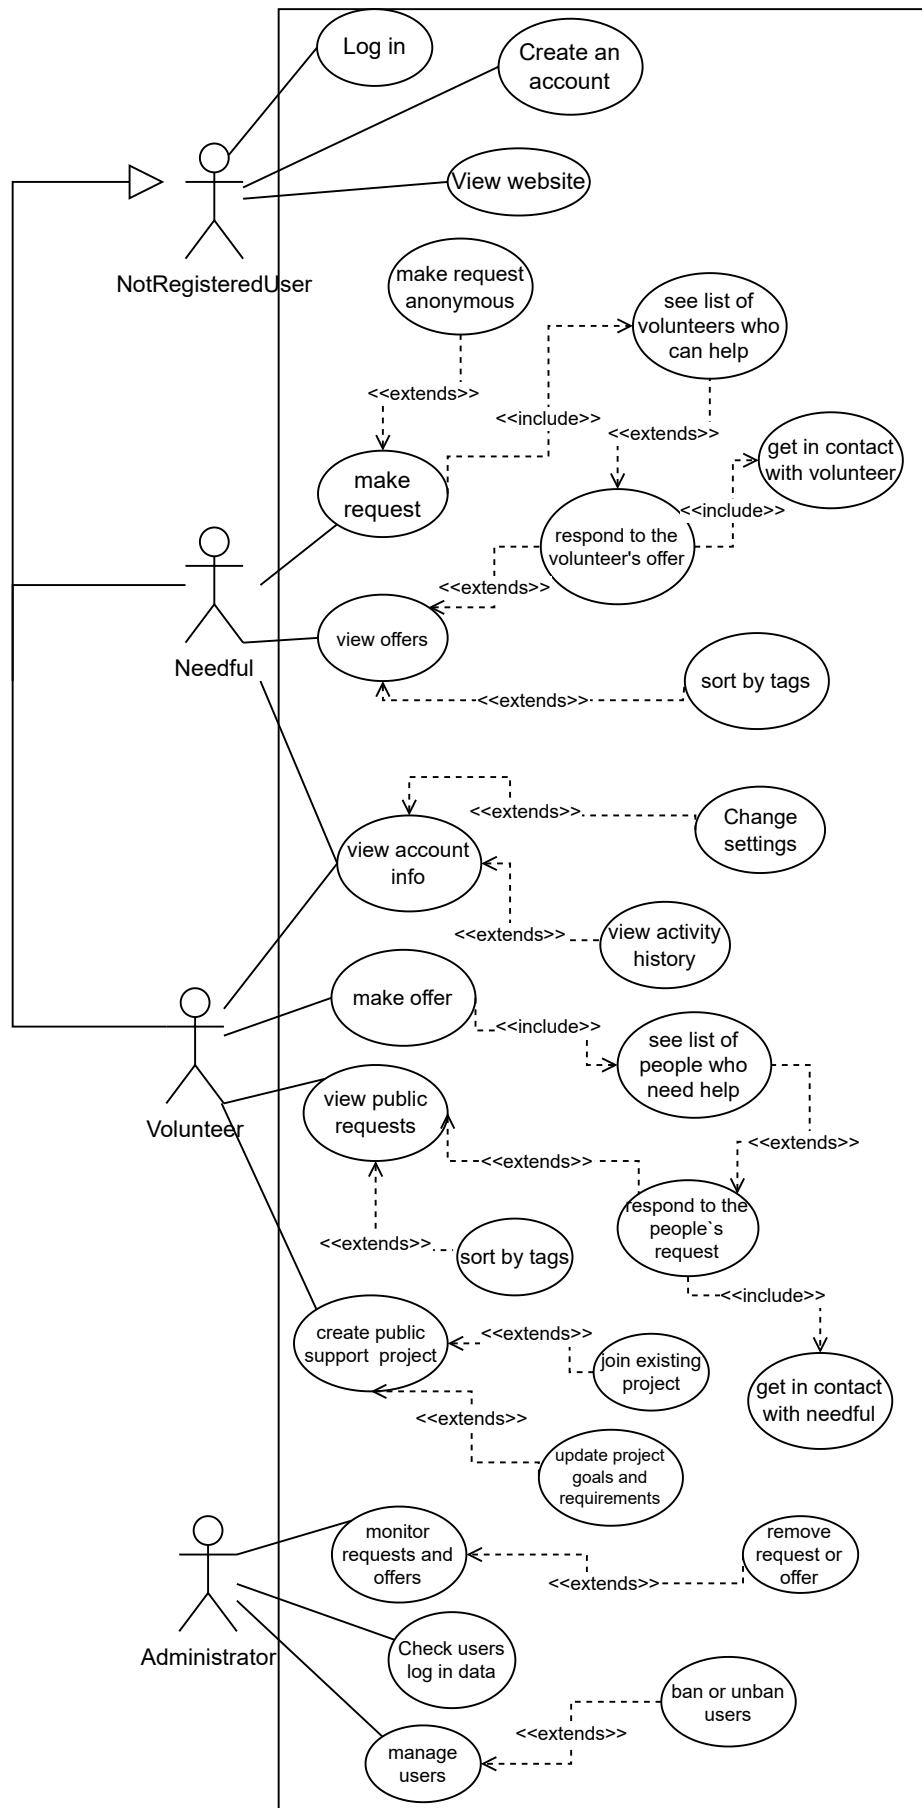 Log in
Create an
account
View website
NotRegisteredUser
make request
anonymous
see list of
volunteers who
can help
<<extends>>
<<include>>
<<extends>>
get in contact
with volunteer
make
request
<<include>>
respond to the
volunteer's offer
<<extends>>
view offers
Needful
sort by tags
<<extends>>
<<extends>>
Change
settings
view account
info
<<extends>>
view activity
history
make offer
<<include>>
see list of
people who
need help
view public
requests
Volunteer
<<extends>>
<<extends>>
respond to the
people`s
request
<<extends>>
sort by tags
<<include>>
create public
support project
<<extends>>
join existing
project
get in contact
with needful
<<extends>>
update project
goals and
requirements
monitor
requests and
offers
remove
request or
offer
<<extends>>
Administrator
Check users
log in data
ban or unban
users
<<extends>>
manage
users